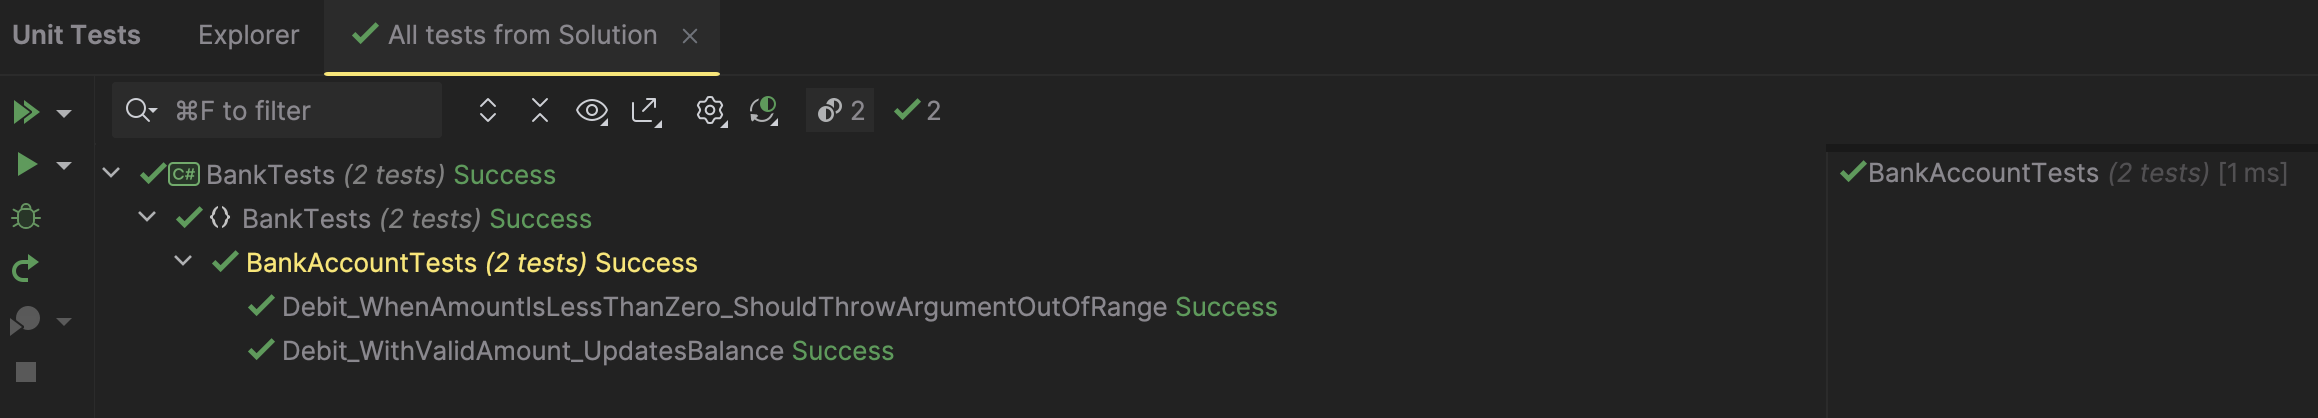 Unit Tests Explorer All tests from Solution
⌘F to filter 2 2
C# BankTests (2 tests) Success
BankTests (2 tests) Success
BankAccountTests (2 tests) Success
Debit_WhenAmountIsLessThanZero_ShouldThrowArgumentOutOfRange Success
Debit_WithValidAmount_UpdatesBalance Success
BankAccountTests (2 tests) [1 ms]